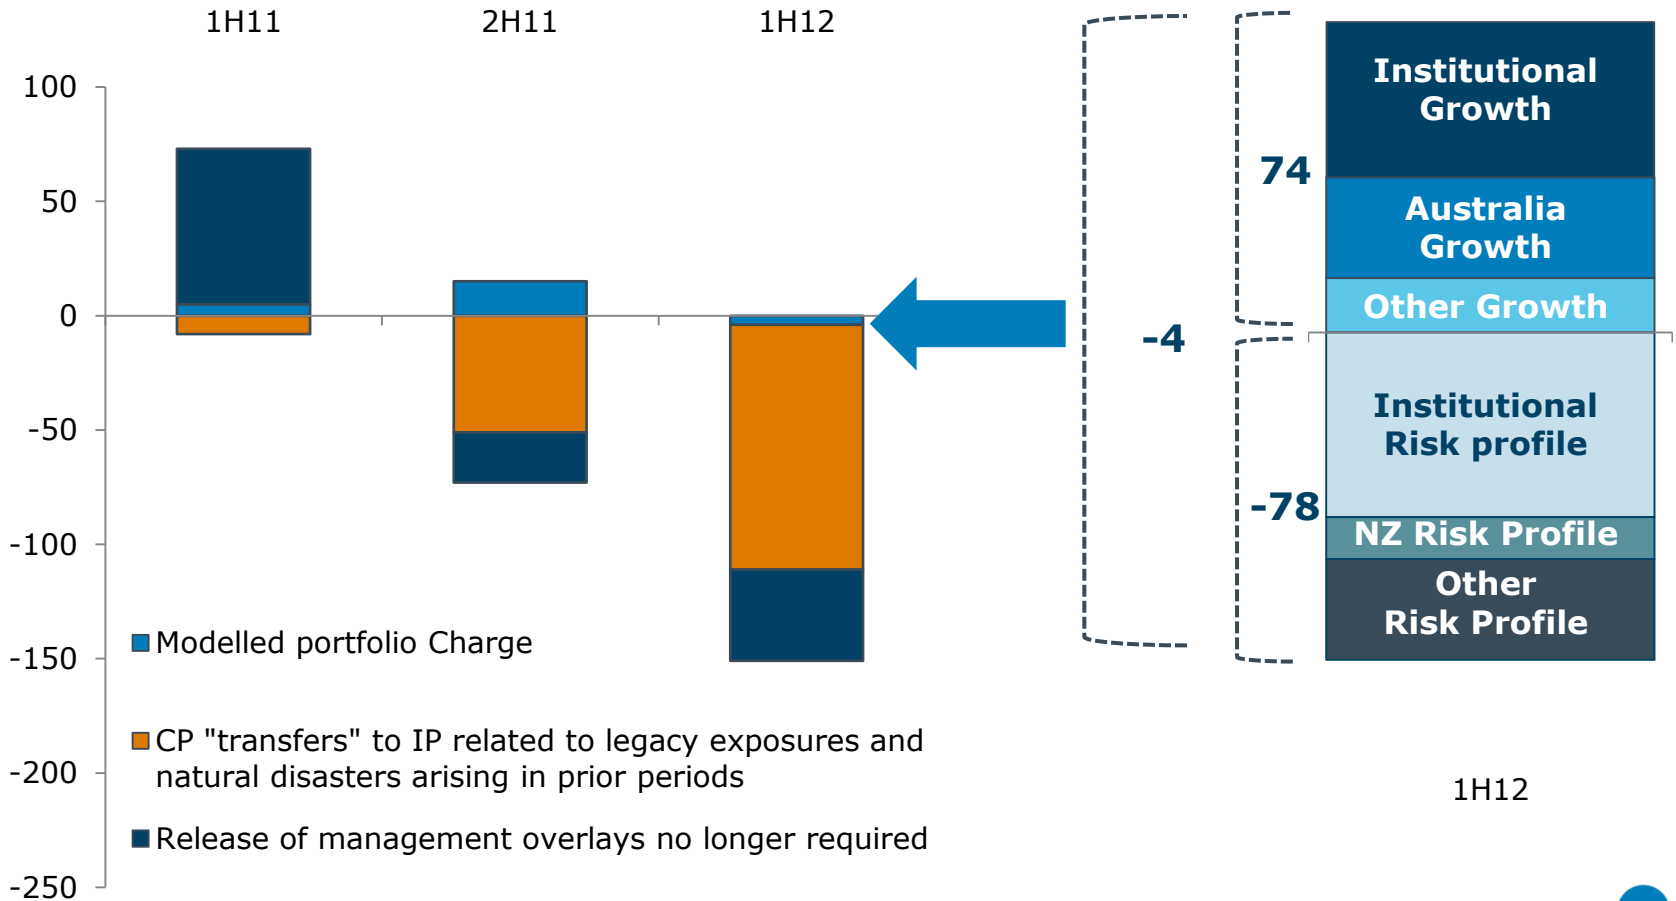 1H11
2H11
1H12
100
50
0
-50
-100
-150
-200
-250
Modelled portfolio Charge
CP "transfers" to IP related to legacy exposures and
natural disasters arising in prior periods
Release of management overlays no longer required
-4
74
-78
Institutional
Growth
Australia
Growth
Other Growth
Institutional
Risk profile
NZ Risk Profile
Other
Risk Profile
1H12